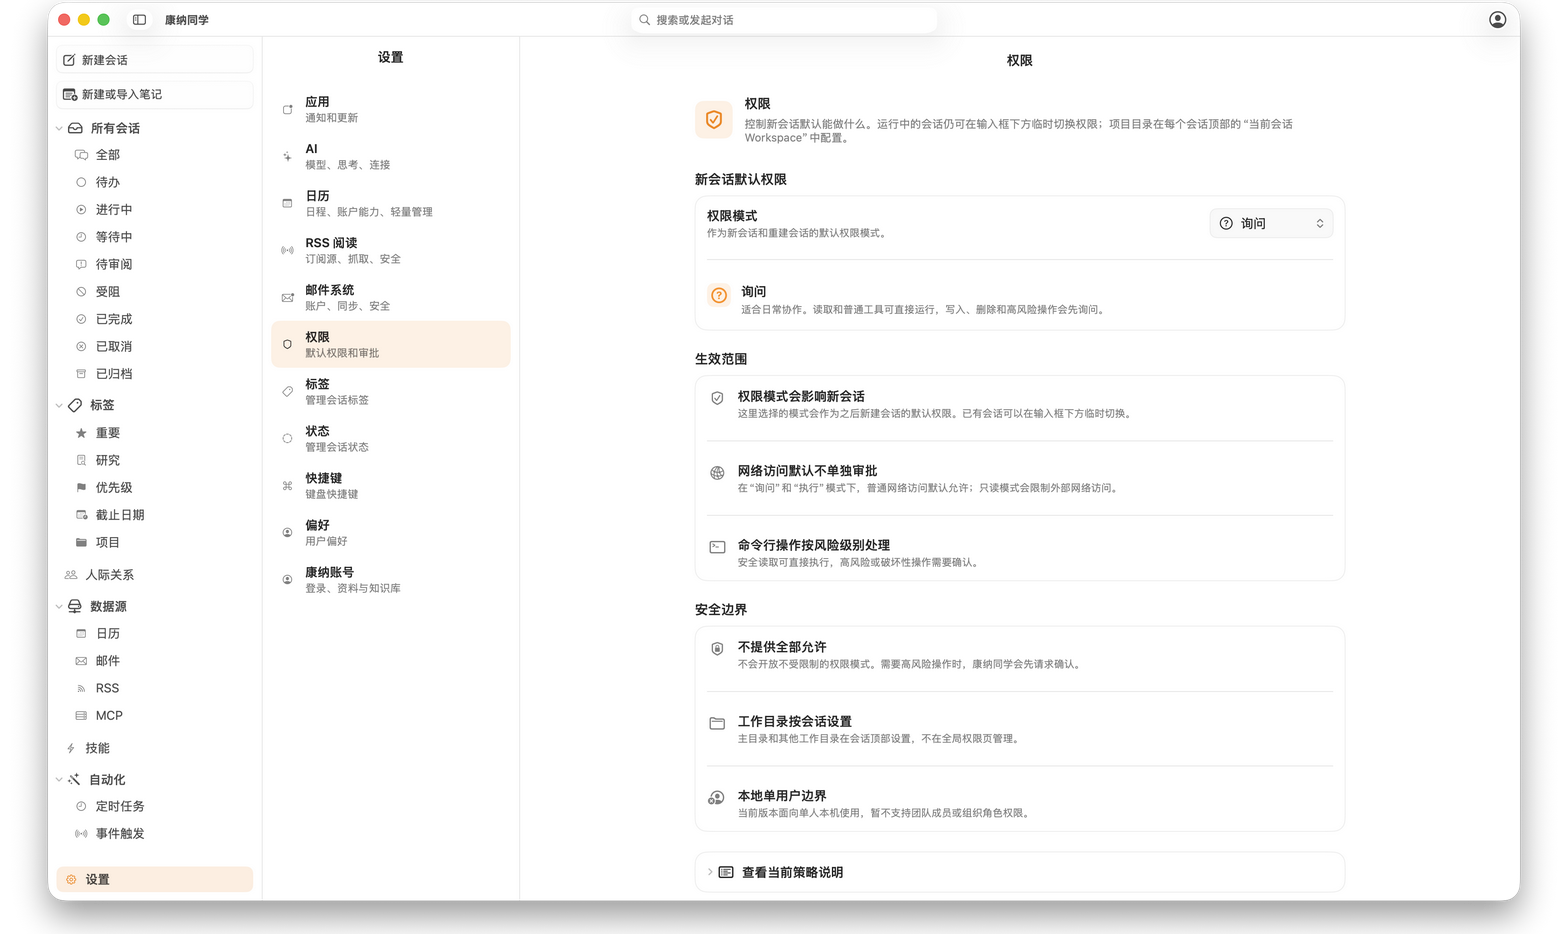 康纳同学
搜索或发起对话
新建会话
新建或导入笔记
所有会话
全部
待办
进行中
等待中
待审阅
受阻
已完成
已取消
已归档
标签
重要
研究
优先级
截止日期
项目
人际关系
数据源
日历
邮件
RSS
MCP
技能
自动化
定时任务
事件触发
设置
设置
应用
通知和更新
AI
模型、思考、连接
日历
日程、账户能力、轻量管理
RSS 阅读
订阅源、抓取、安全
邮件系统
账户、同步、安全
权限
默认权限和审批
标签
管理会话标签
状态
管理会话状态
快捷键
键盘快捷键
偏好
用户偏好
康纳账号
登录、资料与知识库
权限
权限
控制新会话默认能做什么。运行中的会话仍可在输入框下方临时切换权限；项目目录在每个会话顶部的“当前会话
Workspace”中配置。
新会话默认权限
权限模式
作为新会话和重建会话的默认权限模式。
询问
询问
适合日常协作。读取和普通工具可直接运行，写入、删除和高风险操作会先询问。
生效范围
权限模式会影响新会话
这里选择的模式会作为之后新建会话的默认权限。已有会话可以在输入框下方临时切换。
网络访问默认不单独审批
在“询问”和“执行”模式下，普通网络访问默认允许；只读模式会限制外部网络访问。
命令行操作按风险级别处理
安全读取可直接执行，高风险或破坏性操作需要确认。
安全边界
不提供全部允许
不会开放不受限制的权限模式。需要高风险操作时，康纳同学会先请求确认。
工作目录按会话设置
主目录和其他工作目录在会话顶部设置，不在全局权限页管理。
本地单用户边界
当前版本面向单人本机使用，暂不支持团队成员或组织角色权限。
查看当前策略说明